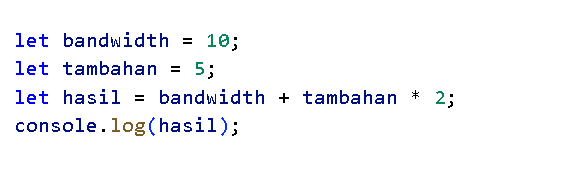 let bandwidth = 10;
let tambahan = 5;
let hasil = bandwidth + tambahan * 2;
console.log(hasil);